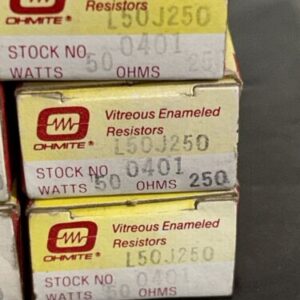 OHMITE®
Resistors
L50J250
STOCK NO. 0401
WATTS 50 OHMS 250
OHMITE®
Vitreous Enameled
Resistors
L50J250
STOCK NO. 0401
WATTS 50 OHMS 250
OHMITE®
Vitreous Enameled
Resistors
L50J250
STOCK NO. 0401
WATTS 50 OHMS